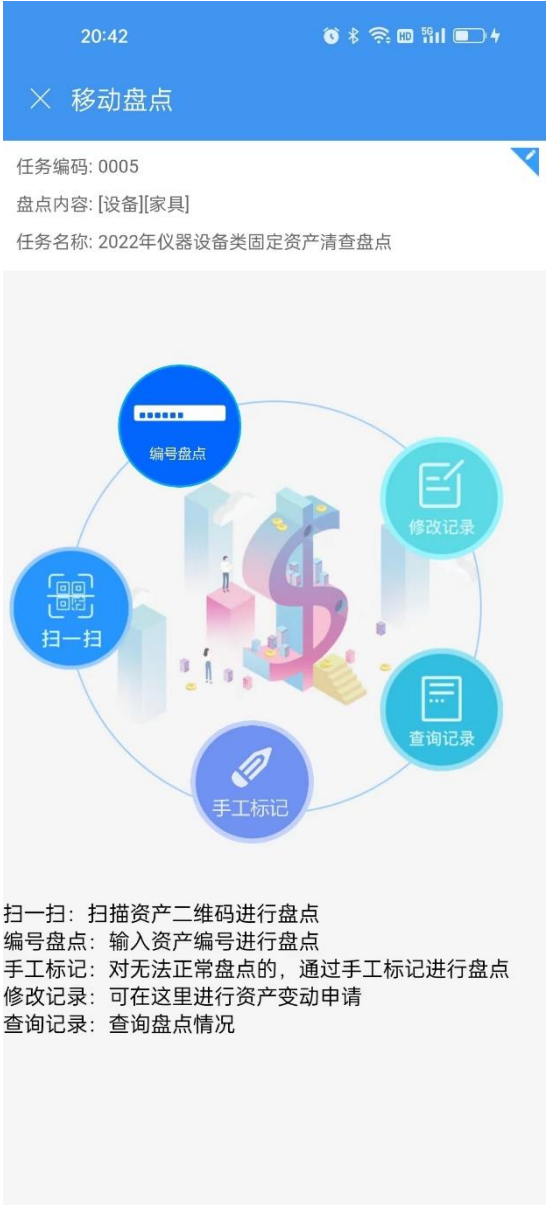 20:42
HD 5G
移动盘点
任务编码: 0005
盘点内容: [设备][家具]
任务名称: 2022年仪器设备类固定资产清查盘点
编号盘点
修改记录
扫一扫
查询记录
手工标记
扫一扫：扫描资产二维码进行盘点
编号盘点：输入资产编号进行盘点
手工标记：对无法正常盘点的，通过手工标记进行盘点
修改记录：可在这里进行资产变动申请
查询记录：查询盘点情况